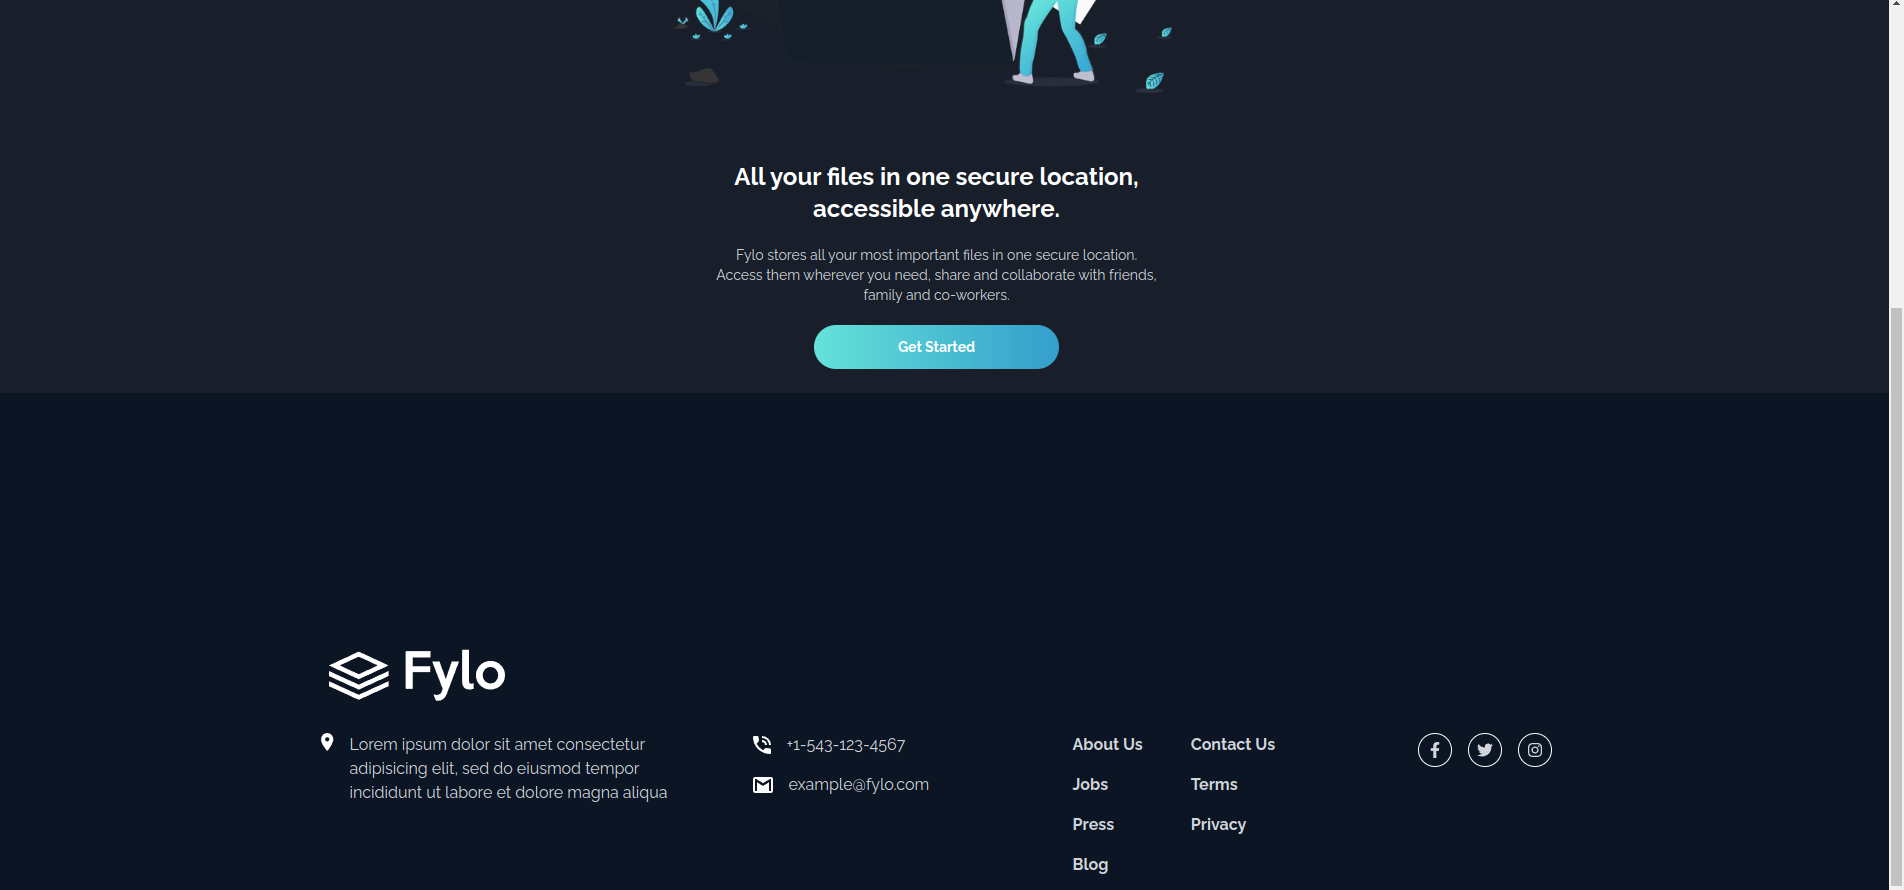 All your files in one secure location,
accessible anywhere.
Fylo stores all your most important files in one secure location.
Access them wherever you need, share and collaborate with friends,
family and co-workers.
Get Started
Fylo
Lorem ipsum dolor sit amet consectetur
adipisicing elit, sed do eiusmod tempor
incididunt ut labore et dolore magna aliqua
+1-543-123-4567
example@fylo.com
About Us
Jobs
Press
Blog
Contact Us
Terms
Privacy